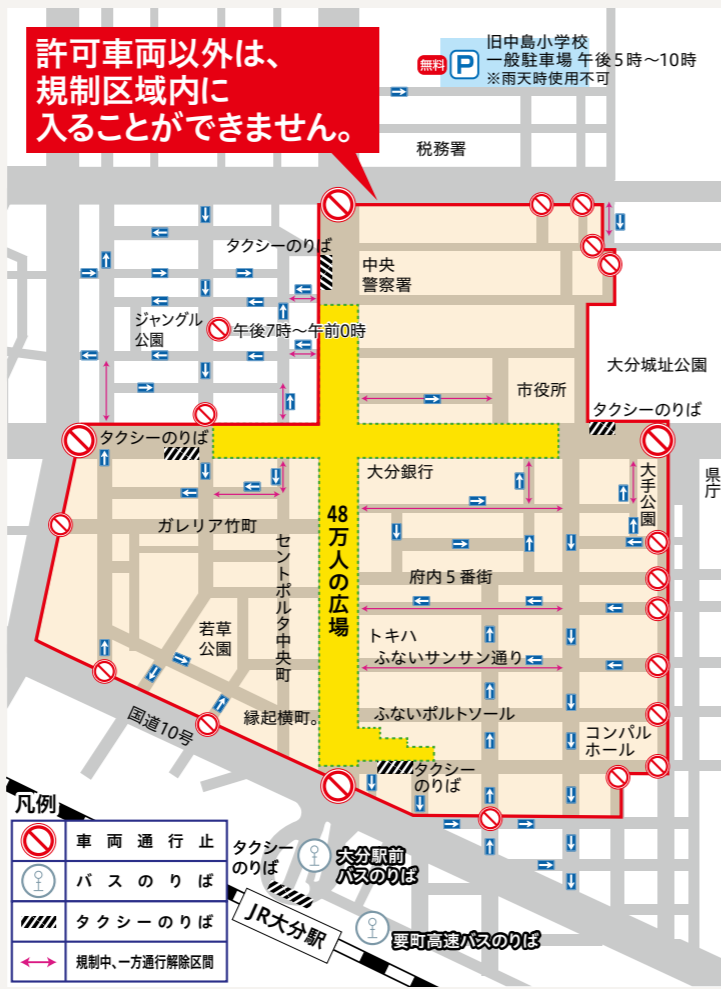 許可車両以外は、
規制区域内に
入ることができません。
無料
P
旧中島小学校
一般駐車場 午後5時～10時
※雨天時使用不可
税務署
タクシーのりば
中央
警察署
ジャングル
公園
午後7時～午前0時
大分城址公園
市役所
タクシーのりば
タクシーのりば
大分銀行
大手公園
県庁
ガレリア竹町
セントポルタ中央町
48万人の広場
府内5番街
若草
公園
トキハ
ふないサンサン通り
縁起横町。
ふないポルトソール
国道10号
コンパル
ホール
タクシー
のりば
凡例
車両通行止
バスのりば
タクシーのりば
規制中、一方通行解除区間
タクシー
のりば
大分駅前
バスのりば
JR大分駅
要町高速バスのりば